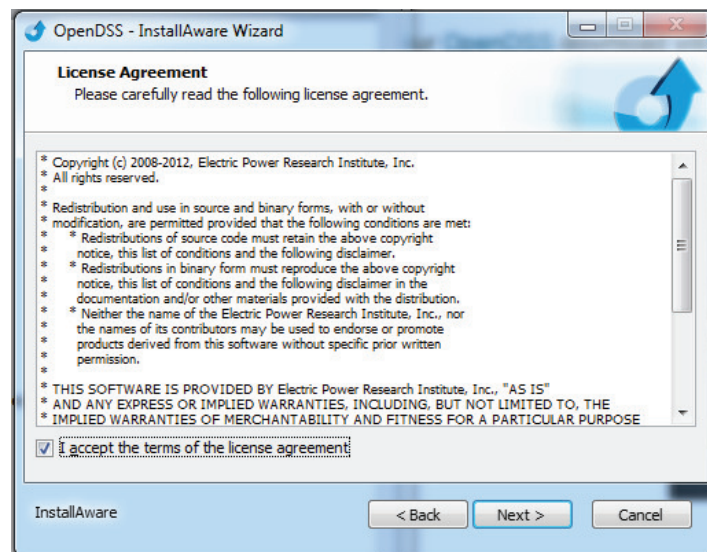 OpenDSS - InstallAware Wizard
License Agreement
Please carefully read the following license agreement.
* Copyright (c) 2008-2012, Electric Power Research Institute, Inc.
* All rights reserved.
*
* Redistribution and use in source and binary forms, with or without
* modification, are permitted provided that the following conditions are met:
* * Redistributions of source code must retain the above copyright
* notice, this list of conditions and the following disclaimer.
* * Redistributions in binary form must reproduce the above copyright
* notice, this list of conditions and the following disclaimer in the
* documentation and/or other materials provided with the distribution.
* * Neither the name of the Electric Power Research Institute, Inc., nor
* the names of its contributors may be used to endorse or promote
* products derived from this software without specific prior written
* permission.
*
* THIS SOFTWARE IS PROVIDED BY Electric Power Research Institute, Inc., "AS IS"
* AND ANY EXPRESS OR IMPLIED WARRANTIES, INCLUDING, BUT NOT LIMITED TO, THE
* IMPLIED WARRANTIES OF MERCHANTABILITY AND FITNESS FOR A PARTICULAR PURPOSE
I accept the terms of the license agreement
InstallAware
< Back
Next >
Cancel